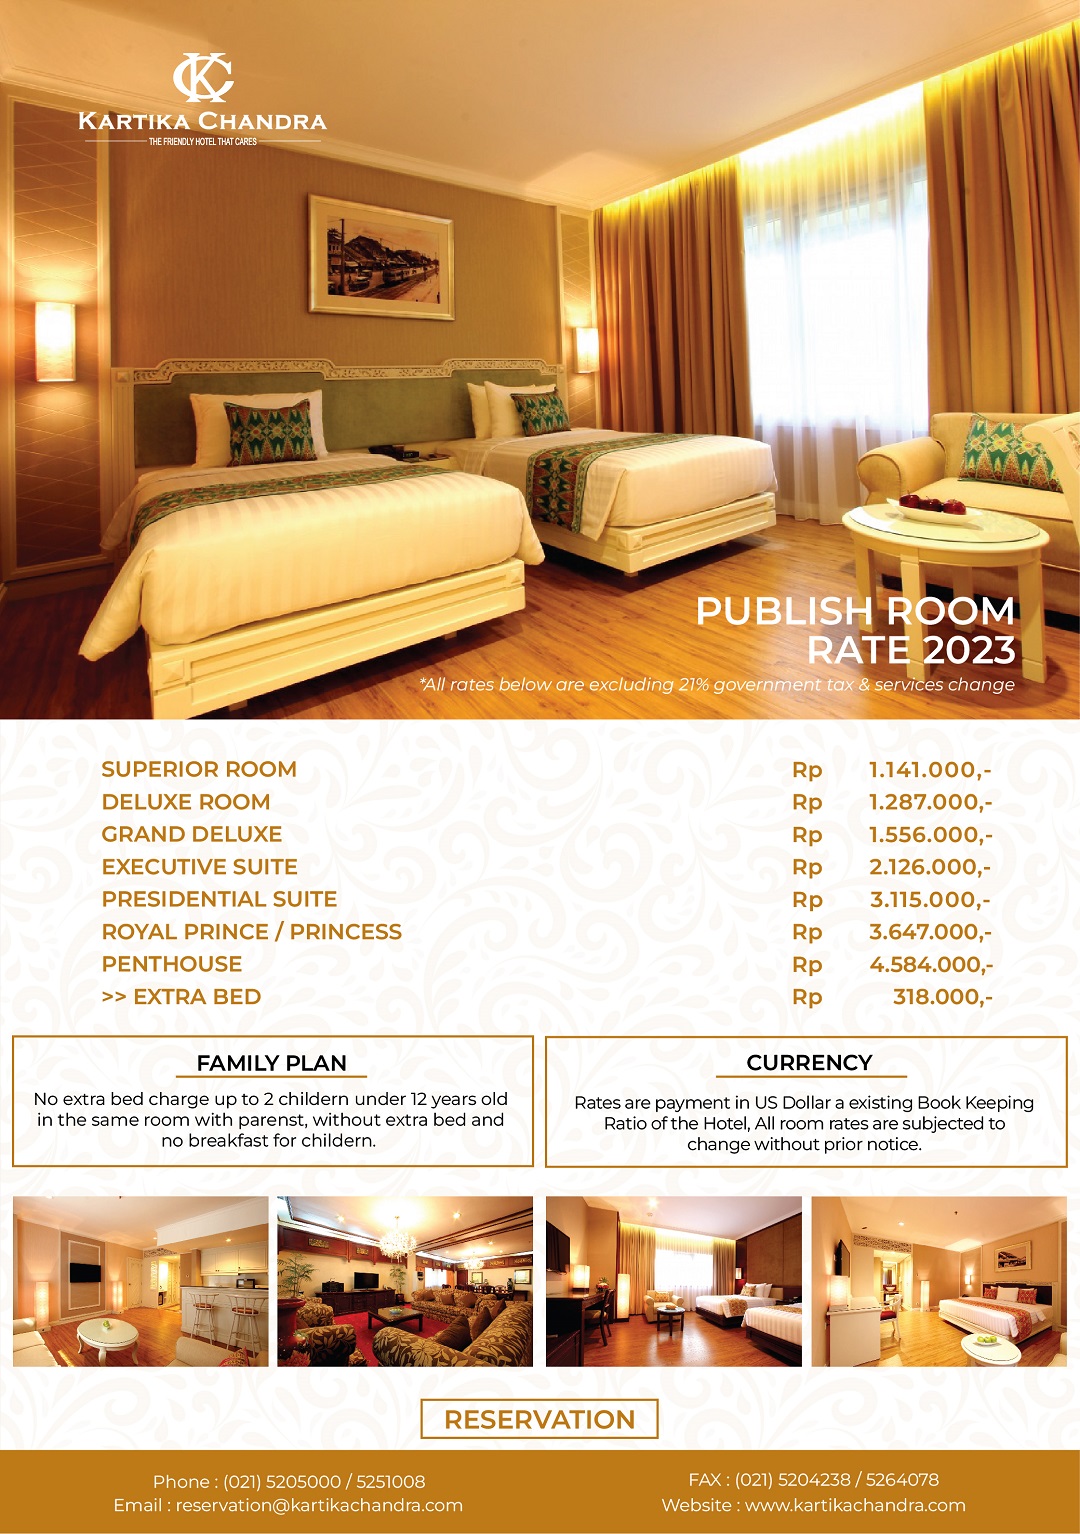 KC
KARTIKA CHANDRA
THE FRIENDLY HOTEL THAT CARES
PUBLISH ROOM
RATE 2023
*All rates below are excluding 21% government tax & services change
SUPERIOR ROOM Rp 1.141.000,-
DELUXE ROOM Rp 1.287.000,-
GRAND DELUXE Rp 1.556.000,-
EXECUTIVE SUITE Rp 2.126.000,-
PRESIDENTIAL SUITE Rp 3.115.000,-
ROYAL PRINCE / PRINCESS Rp 3.647.000,-
PENTHOUSE Rp 4.584.000,-
>> EXTRA BED Rp 318.000,-
FAMILY PLAN
No extra bed charge up to 2 childern under 12 years old
in the same room with parenst, without extra bed and
no breakfast for childern.
CURRENCY
Rates are payment in US Dollar a existing Book Keeping
Ratio of the Hotel, All room rates are subjected to
change without prior notice.
RESERVATION
Phone : (021) 5205000 / 5251008
Email : reservation@kartikachandra.com
FAX : (021) 5204238 / 5264078
Website : www.kartikachandra.com